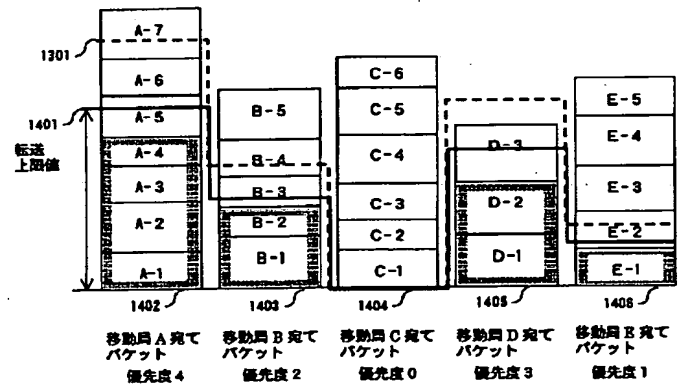 A-7
1301
A-6
C-6
1401
B-5
C-5
E-5
A-5
転送
上限値
A-4
B-4
C-4
D-3
E-4
A-3
B-3
C-3
D-2
E-3
A-2
B-2
C-2
E-2
A-1
B-1
C-1
D-1
E-1
1402
1403
1404
1405
1406
移動局A宛て
パケット
優先度4
移動局B宛て
パケット
優先度2
移動局C宛て
パケット
優先度0
移動局D宛て
パケット
優先度3
移動局E宛て
パケット
優先度1